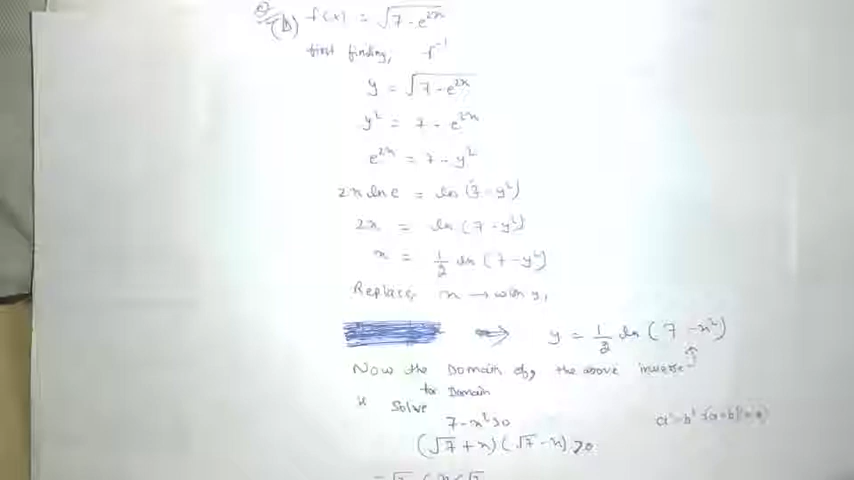 (b) f(x) = √(7 - e^2x)
first finding, f^-1
y = √(7 - e^2x)
y² = 7 - e^2x
e^2x = 7 - y²
2x ln e = ln (7 - y²)
2x = ln (7 - y²)
x = 1/2 ln (7 - y²)
Replace x → with y,
⇒ y = 1/2 ln (7 - x²)
Now the Domain of, the above inverse
for Domain
Solve
7 - x² > 0
(√7 + x) (√7 - x) > 0